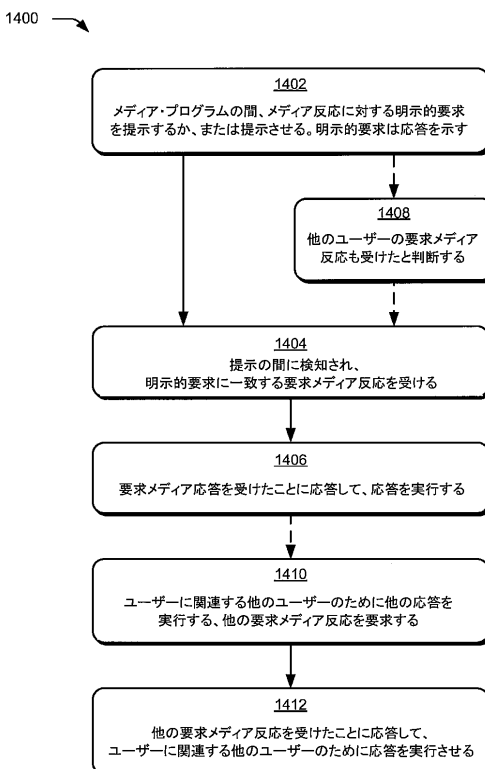 1400
1402
メディア・プログラムの間、メディア反応に対する明示的要求
を提示するか、または提示させる。明示的要求は応答を示す
1408
他のユーザーの要求メディア
反応も受けたと判断する
1404
提示の間に検知され、
明示的要求に一致する要求メディア反応を受ける
1406
要求メディア応答を受けたことに応答して、応答を実行する
1410
ユーザーに関連する他のユーザーのために他の応答を
実行する、他の要求メディア反応を要求する
1412
他の要求メディア反応を受けたことに応答して、
ユーザーに関連する他のユーザーのために応答を実行させる